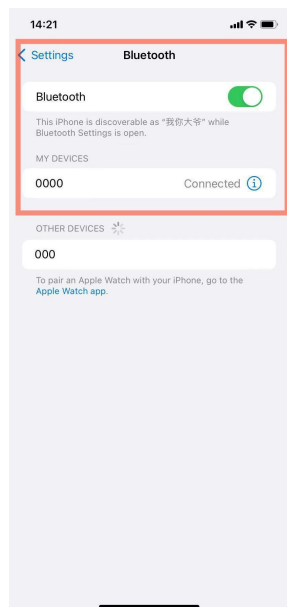 14:21
Settings Bluetooth
Bluetooth
This iPhone is discoverable as “我你大爷” while
Bluetooth Settings is open.
MY DEVICES
0000 Connected
OTHER DEVICES
000
To pair an Apple Watch with your iPhone, go to the
Apple Watch app.